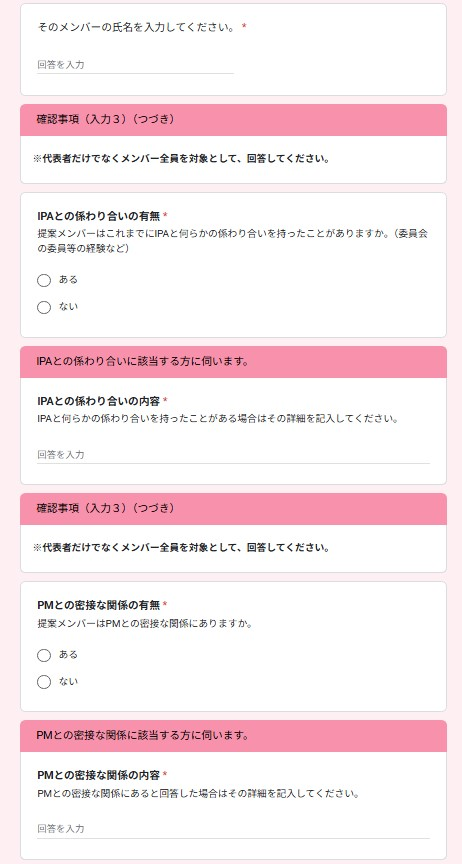 そのメンバーの氏名を入力してください。 *
回答を入力
確認事項（入力３）（つづき）
※代表者だけでなくメンバー全員を対象として、回答してください。
IPAとの係わり合いの有無 *
提案メンバーはこれまでにIPAと何らかの係わり合いを持ったことがありますか。（委員会
の委員等の経験など）
ある
ない
IPAとの係わり合いに該当する方に伺います。
IPAとの係わり合いの内容 *
IPAと何らかの係わり合いを持ったことがある場合はその詳細を記入してください。
回答を入力
確認事項（入力３）（つづき）
※代表者だけでなくメンバー全員を対象として、回答してください。
PMとの密接な関係の有無 *
提案メンバーはPMとの密接な関係にありますか。
ある
ない
PMとの密接な関係に該当する方に伺います。
PMとの密接な関係の内容 *
PMとの密接な関係にあると回答した場合はその詳細を記入してください。
回答を入力